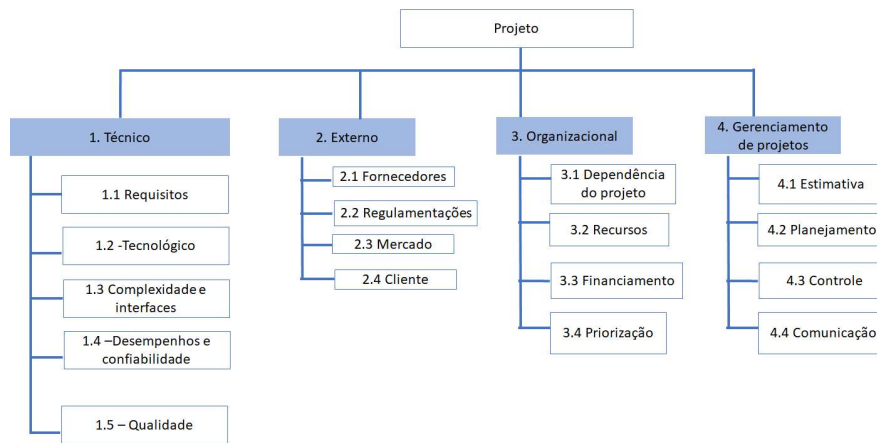 Projeto
1. Técnico
1.1 Requisitos
1.2 -Tecnológico
1.3 Complexidade e
interfaces
1.4 –Desempenhos e
confiabilidade
1.5 – Qualidade
2. Externo
2.1 Fornecedores
2.2 Regulamentações
2.3 Mercado
2.4 Cliente
3. Organizacional
3.1 Dependência
do projeto
3.2 Recursos
3.3 Financiamento
3.4 Priorização
4. Gerenciamento
de projetos
4.1 Estimativa
4.2 Planejamento
4.3 Controle
4.4 Comunicação